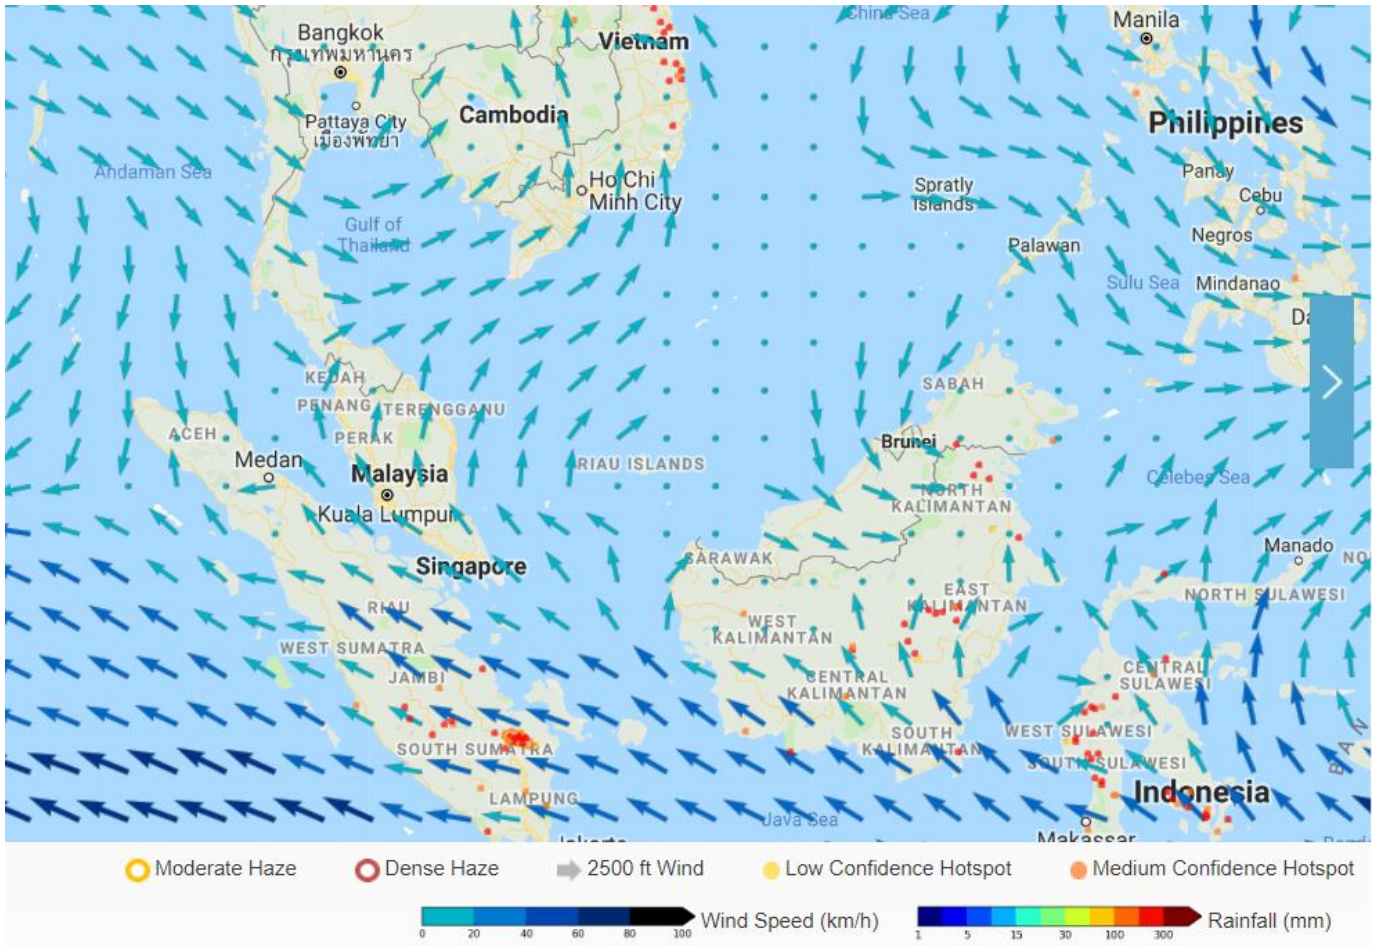 China Sea
Manila
Bangkok
กรุงเทพมหานคร
Vietnam
Cambodia
Pattaya City
เมืองพัทยา
Philippines
Andaman Sea
Panay
Ho Chi
Minh City
Spratly
Islands
Cebu
Gulf of
Thailand
Negros
Palawan
Sulu Sea
Mindanao
Da
KEDAH
PENANG
TERENGGANU
SABAH
ACEH
PERAK
Brunei
Medan
Malaysia
RIAU ISLANDS
Celebes Sea
Kuala Lumpur
NORTH
KALIMANTAN
Singapore
SARAWAK
Manado
NO
RIAU
EAST
KALIMANTAN
NORTH SULAWESI
WEST
KALIMANTAN
WEST SUMATRA
JAMBI
CENTRAL
KALIMANTAN
CENTRAL
SULAWESI
SOUTH SUMATRA
SOUTH
KALIMANTAN
WEST SULAWESI
SOUTH SULAWESI
BAN
LAMPUNG
Indonesia
Java Sea
Makassar
Jakarta
Moderate Haze
Dense Haze
2500 ft Wind
Low Confidence Hotspot
Medium Confidence Hotspot
0 20 40 60 80 100
Wind Speed (km/h)
1 5 15 30 100 300
Rainfall (mm)